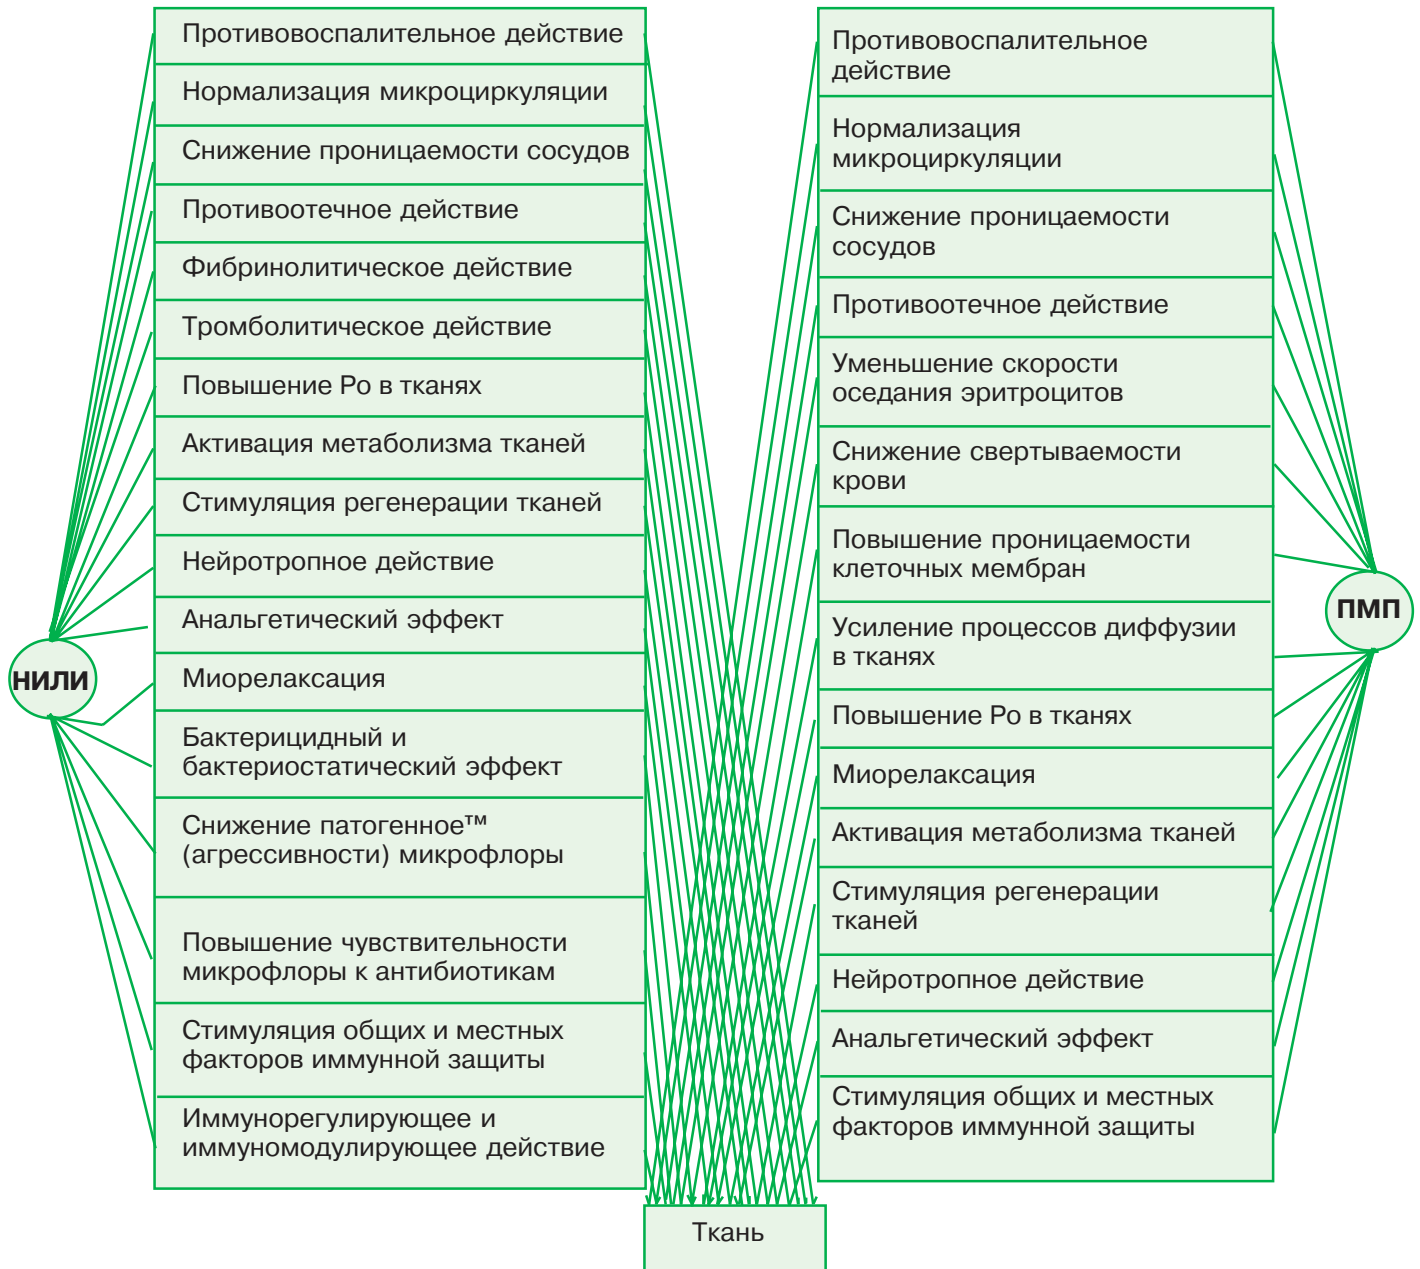 Противовоспалительное действие
Нормализация микроциркуляции
Снижение проницаемости сосудов
Противоотечное действие
Фибринолитическое действие
Тромболитическое действие
Повышение Ро в тканях
Активация метаболизма тканей
Стимуляция регенерации тканей
Нейротропное действие
Анальгетический эффект
Миорелаксация
Бактерицидный и
бактериостатический эффект
Снижение патогенное™
(агрессивности) микрофлоры
Повышение чувствительности
микрофлоры к антибиотикам
Стимуляция общих и местных
факторов иммунной защиты
Иммунорегулирующее и
иммуномодулирующее действие
НИЛИ
Противовоспалительное
действие
Нормализация
микроциркуляции
Снижение проницаемости
сосудов
Противоотечное действие
Уменьшение скорости
оседания эритроцитов
Снижение свертываемости
крови
Повышение проницаемости
клеточных мембран
Усиление процессов диффузии
в тканях
Повышение Ро в тканях
Миорелаксация
Активация метаболизма тканей
Стимуляция регенерации
тканей
Нейротропное действие
Анальгетический эффект
Стимуляция общих и местных
факторов иммунной защиты
ПМП
Ткань